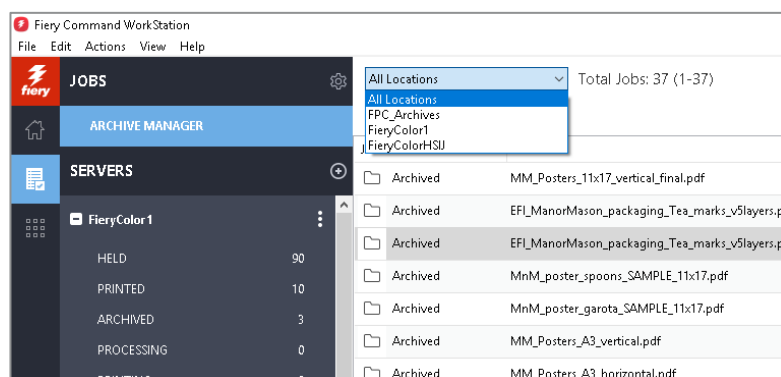 Fiery Command WorkStation
File Edit Actions View Help
fiery
JOBS
ARCHIVE MANAGER
SERVERS
FieryColor1
HELD 90
PRINTED 10
ARCHIVED 3
PROCESSING 0
All Locations Total Jobs: 37 (1-37)
All Locations
FPC_Archives
FieryColor1
FieryColorHSIJ
Archived MM_Posters_11x17_vertical_final.pdf
Archived EFI_ManorMason_packaging_Tea_marks_v5layers.p
Archived EFI_ManorMason_packaging_Tea_marks_v5layers.p
Archived MnM_poster_spoons_SAMPLE_11x17.pdf
Archived MnM_poster_garota_SAMPLE_11x17.pdf
Archived MM_Posters_A3_vertical.pdf
Archived MM_Posters_A3_horizontal.pdf